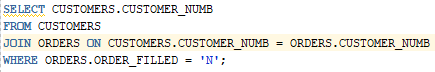 SELECT CUSTOMERS.CUSTOMER_NUMB
FROM CUSTOMERS
JOIN ORDERS ON CUSTOMERS.CUSTOMER_NUMB = ORDERS.CUSTOMER_NUMB
WHERE ORDERS.ORDER_FILLED = 'N';